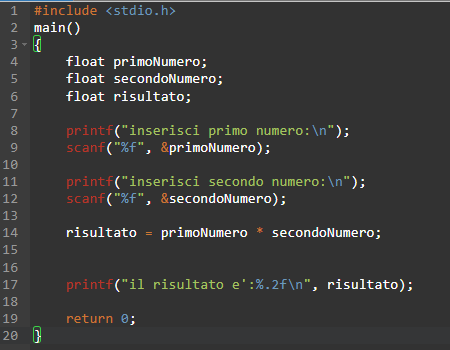 1 #include <stdio.h>
2 main()
3 {
4 float primoNumero;
5 float secondoNumero;
6 float risultato;
7
8 printf("inserisci primo numero:\n");
9 scanf("%f", &primoNumero);
10
11 printf("inserisci secondo numero:\n");
12 scanf("%f", &secondoNumero);
13
14 risultato = primoNumero * secondoNumero;
15
16
17 printf("il risultato e':%.2f\n", risultato);
18
19 return 0;
20 }